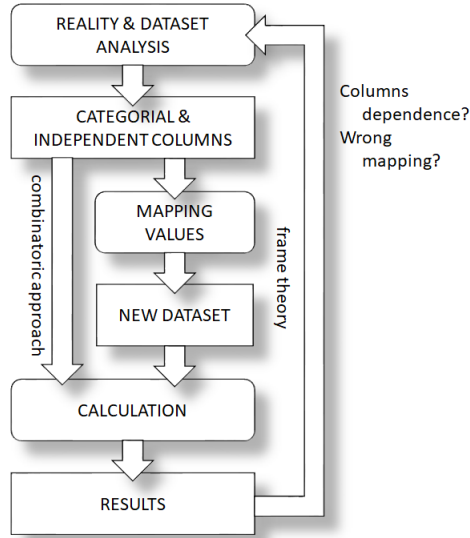 REALITY & DATASET
ANALYSIS
CATEGORIAL &
INDEPENDENT COLUMNS
combinatoric approach
MAPPING
VALUES
NEW DATASET
CALCULATION
RESULTS
frame theory
Columns
dependence?
Wrong
mapping?